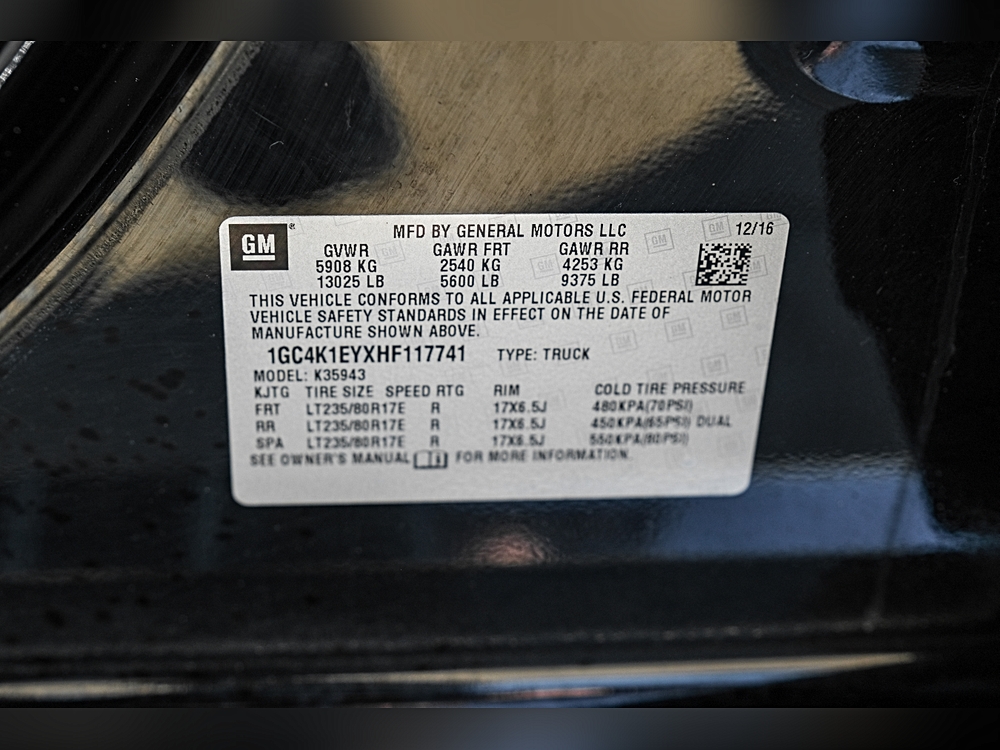 GM ® MFD BY GENERAL MOTORS LLC 12/16
GVWR GAWR FRT GAWR RR
5908 KG 2540 KG 4253 KG
13025 LB 5600 LB 9375 LB
THIS VEHICLE CONFORMS TO ALL APPLICABLE U.S. FEDERAL MOTOR
VEHICLE SAFETY STANDARDS IN EFFECT ON THE DATE OF
MANUFACTURE SHOWN ABOVE.
1GC4K1EYXHF117741 TYPE: TRUCK
MODEL: K35943
KJTG TIRE SIZE SPEED RTG RIM COLD TIRE PRESSURE
FRT LT235/80R17E R 17X6.5J 480KPA(70PSI)
RR LT235/80R17E R 17X6.5J 450KPA(65PSI) DUAL
SPA LT235/80R17E R 17X6.5J 550KPA(80PSI)
SEE OWNER'S MANUAL FOR MORE INFORMATION.